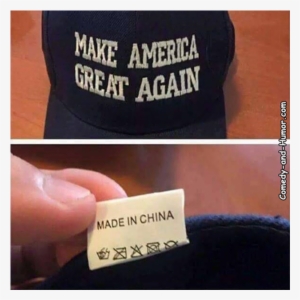 MAKE AMERICA
GREAT AGAIN
Comedy-and-Humor.com
MADE IN CHINA